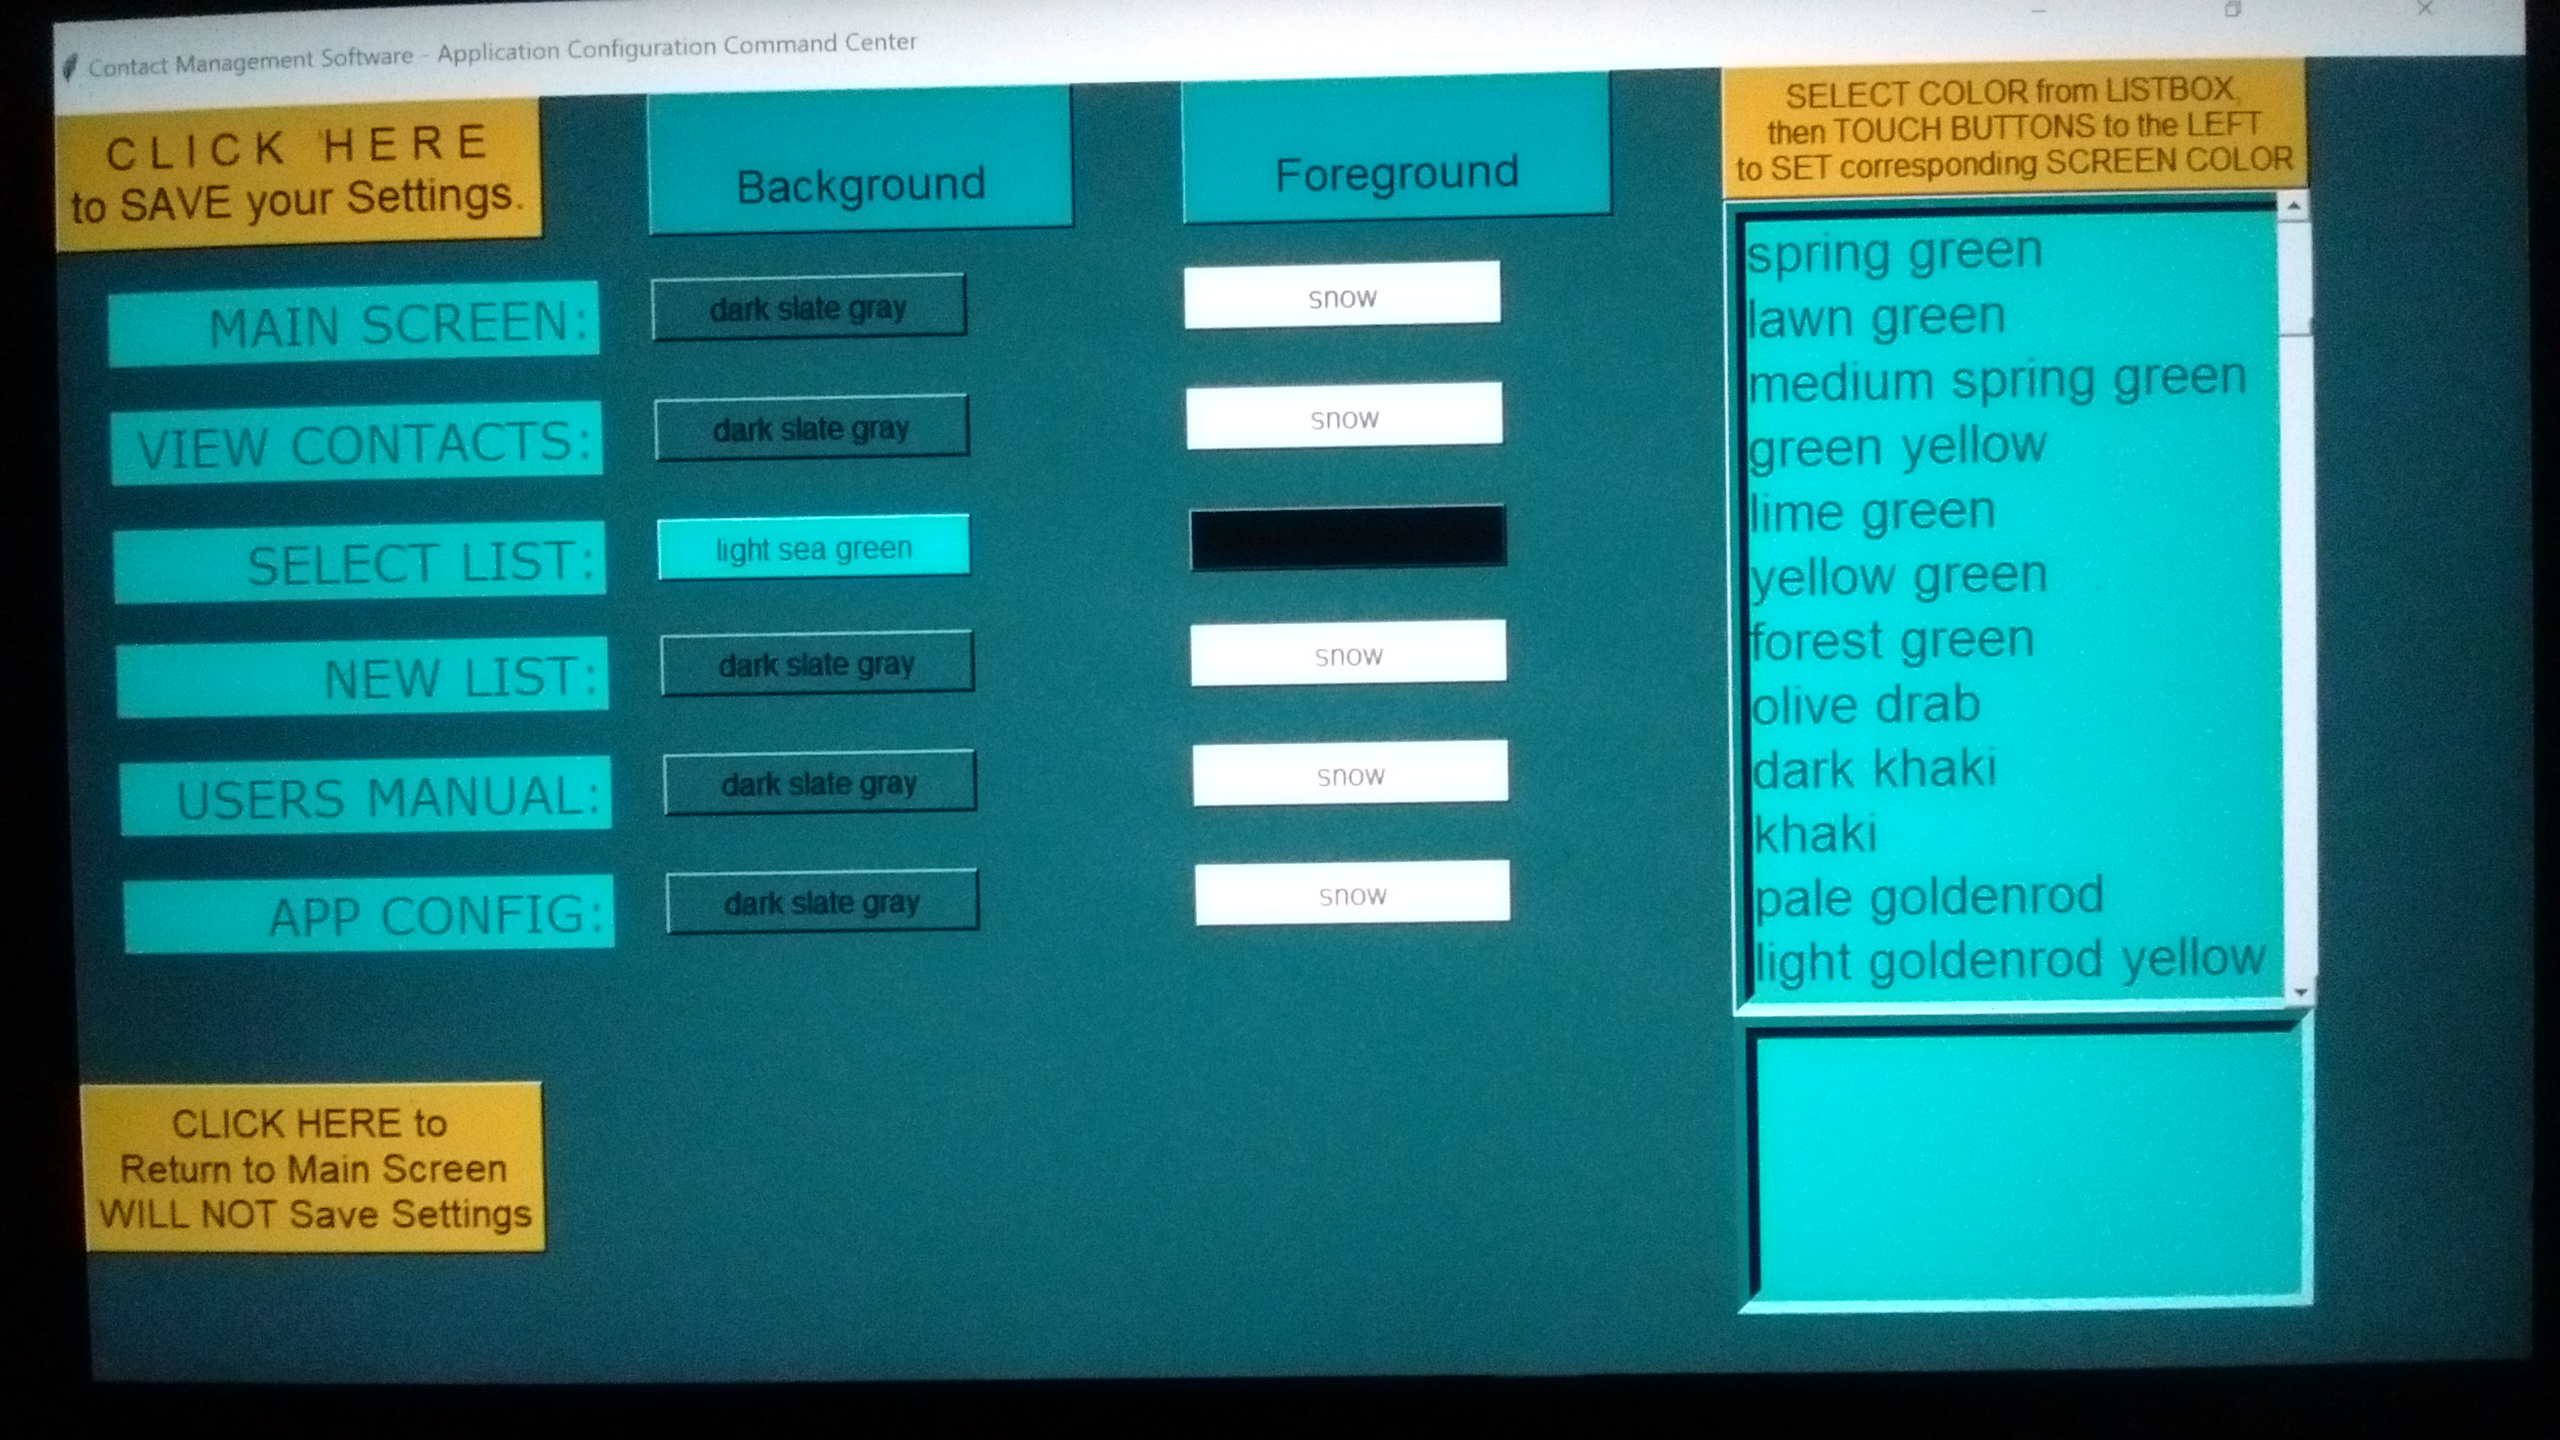 Contact Management Software - Application Configuration Command Center
CLICK HERE
to SAVE your Settings.
Background
Foreground
SELECT COLOR from LISTBOX,
then TOUCH BUTTONS to the LEFT
to SET corresponding SCREEN COLOR
MAIN SCREEN:
dark slate gray
snow
VIEW CONTACTS:
dark slate gray
snow
SELECT LIST:
light sea green
NEW LIST:
dark slate gray
snow
USERS MANUAL:
dark slate gray
snow
APP CONFIG:
dark slate gray
snow
spring green
lawn green
medium spring green
green yellow
lime green
yellow green
forest green
olive drab
dark khaki
khaki
pale goldenrod
light goldenrod yellow
CLICK HERE to
Return to Main Screen
WILL NOT Save Settings